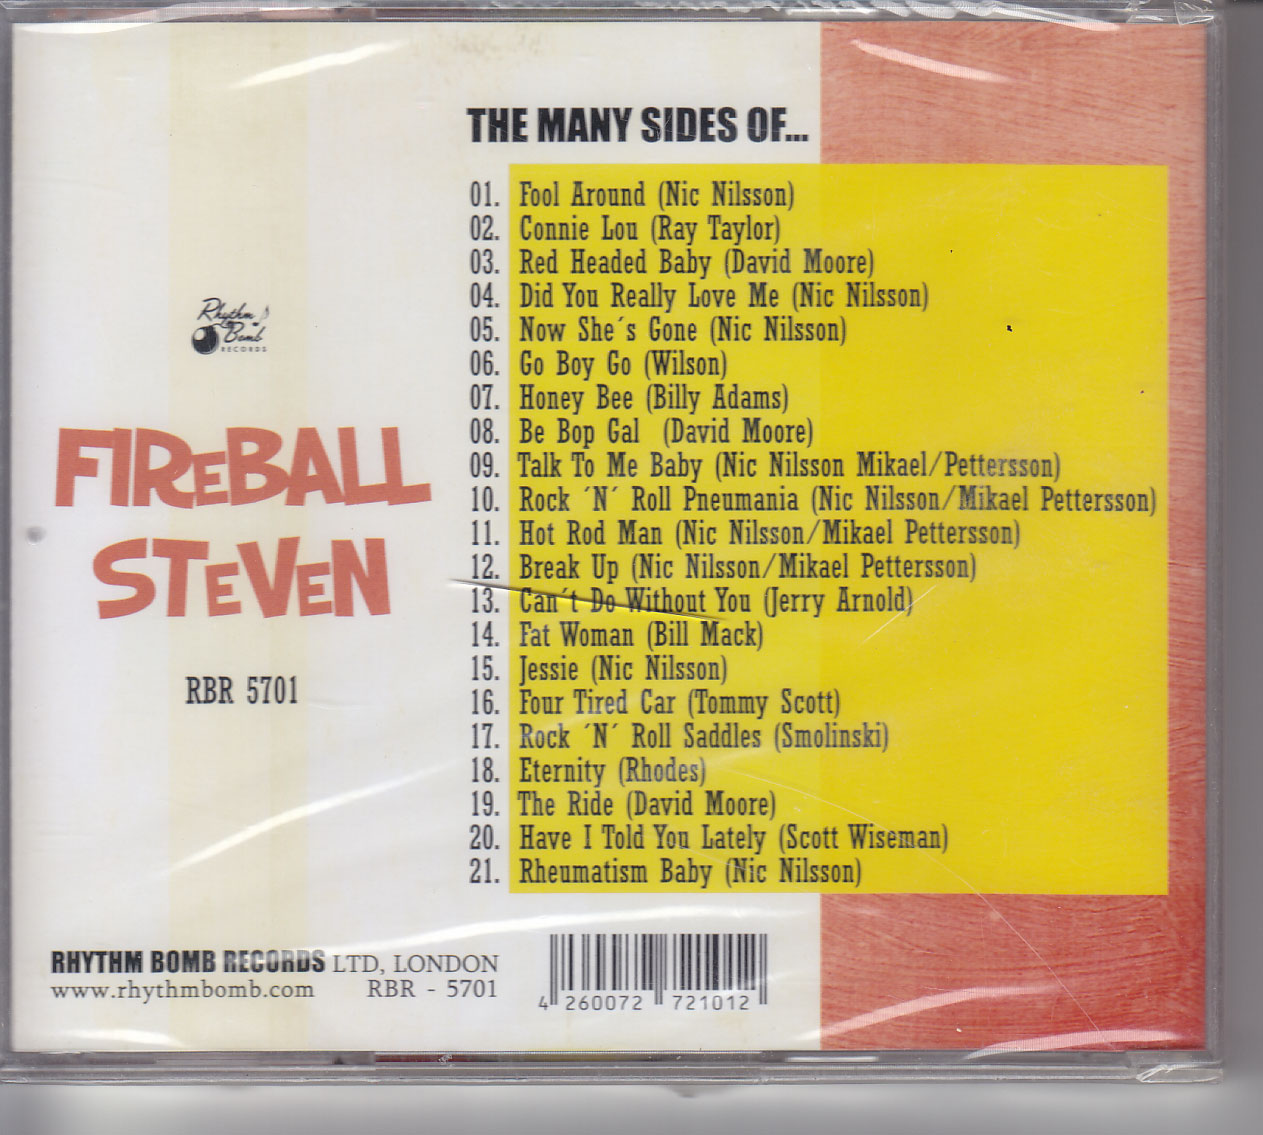 THE MANY SIDES OF...
01. Fool Around (Nic Nilsson)
02. Connie Lou (Ray Taylor)
03. Red Headed Baby (David Moore)
04. Did You Really Love Me (Nic Nilsson)
05. Now She´s Gone (Nic Nilsson)
06. Go Boy Go (Wilson)
07. Honey Bee (Billy Adams)
08. Be Bop Gal (David Moore)
09. Talk To Me Baby (Nic Nilsson Mikael/Pettersson)
10. Rock ´N´ Roll Pneumania (Nic Nilsson/Mikael Pettersson)
11. Hot Rod Man (Nic Nilsson/Mikael Pettersson)
12. Break Up (Nic Nilsson/Mikael Pettersson)
13. Can´t Do Without You (Jerry Arnold)
14. Fat Woman (Bill Mack)
15. Jessie (Nic Nilsson)
16. Four Tired Car (Tommy Scott)
17. Rock ´N´ Roll Saddles (Smolinski)
18. Eternity (Rhodes)
19. The Ride (David Moore)
20. Have I Told You Lately (Scott Wiseman)
21. Rheumatism Baby (Nic Nilsson)
Rhythm
Bomb
RECORDS
FIREBALL
STEVEN
RBR 5701
RHYTHM BOMB RECORDS LTD, LONDON
www.rhythmbomb.com RBR - 5701
4 260072 721012